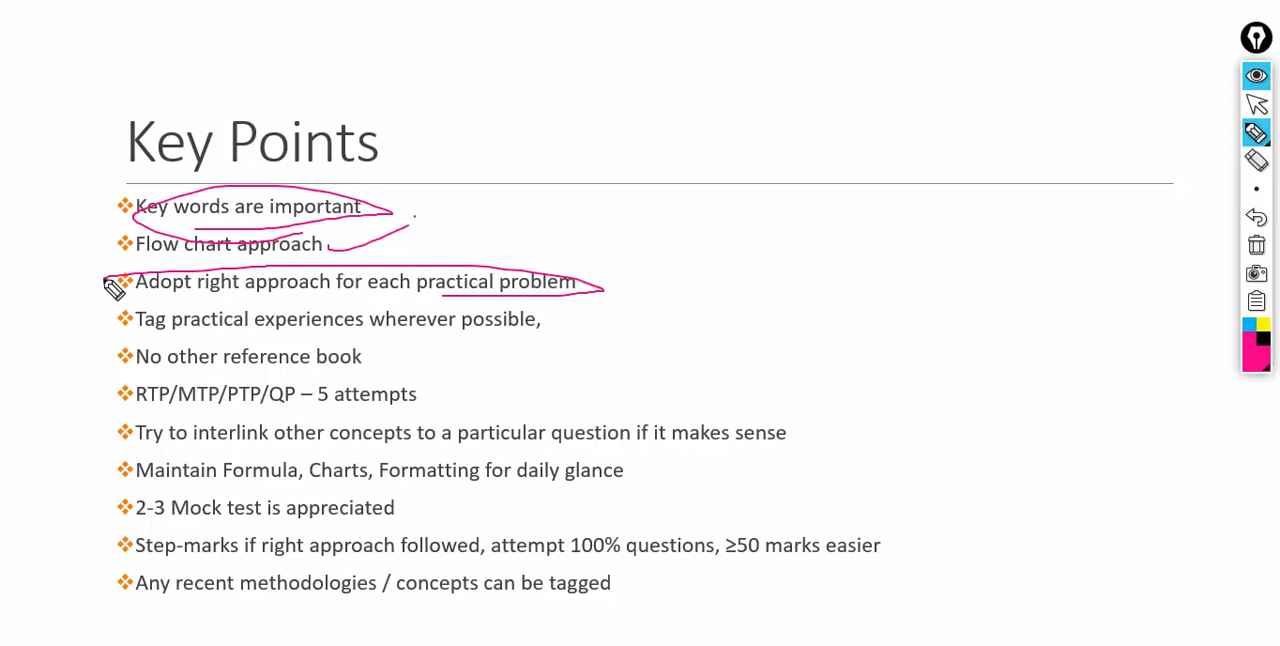 Key Points
Key words are important
Flow chart approach
Adopt right approach for each practical problem
Tag practical experiences wherever possible,
No other reference book
RTP/MTP/PTP/QP – 5 attempts
Try to interlink other concepts to a particular question if it makes sense
Maintain Formula, Charts, Formatting for daily glance
2-3 Mock test is appreciated
Step-marks if right approach followed, attempt 100% questions, ≥50 marks easier
Any recent methodologies / concepts can be tagged